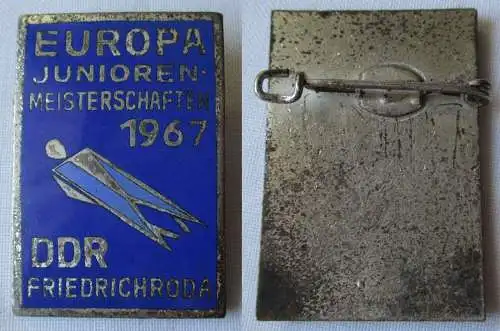 EUROPA
JUNIOREN-
MEISTERSCHAFTEN
1967
DDR
FRIEDRICHRODA